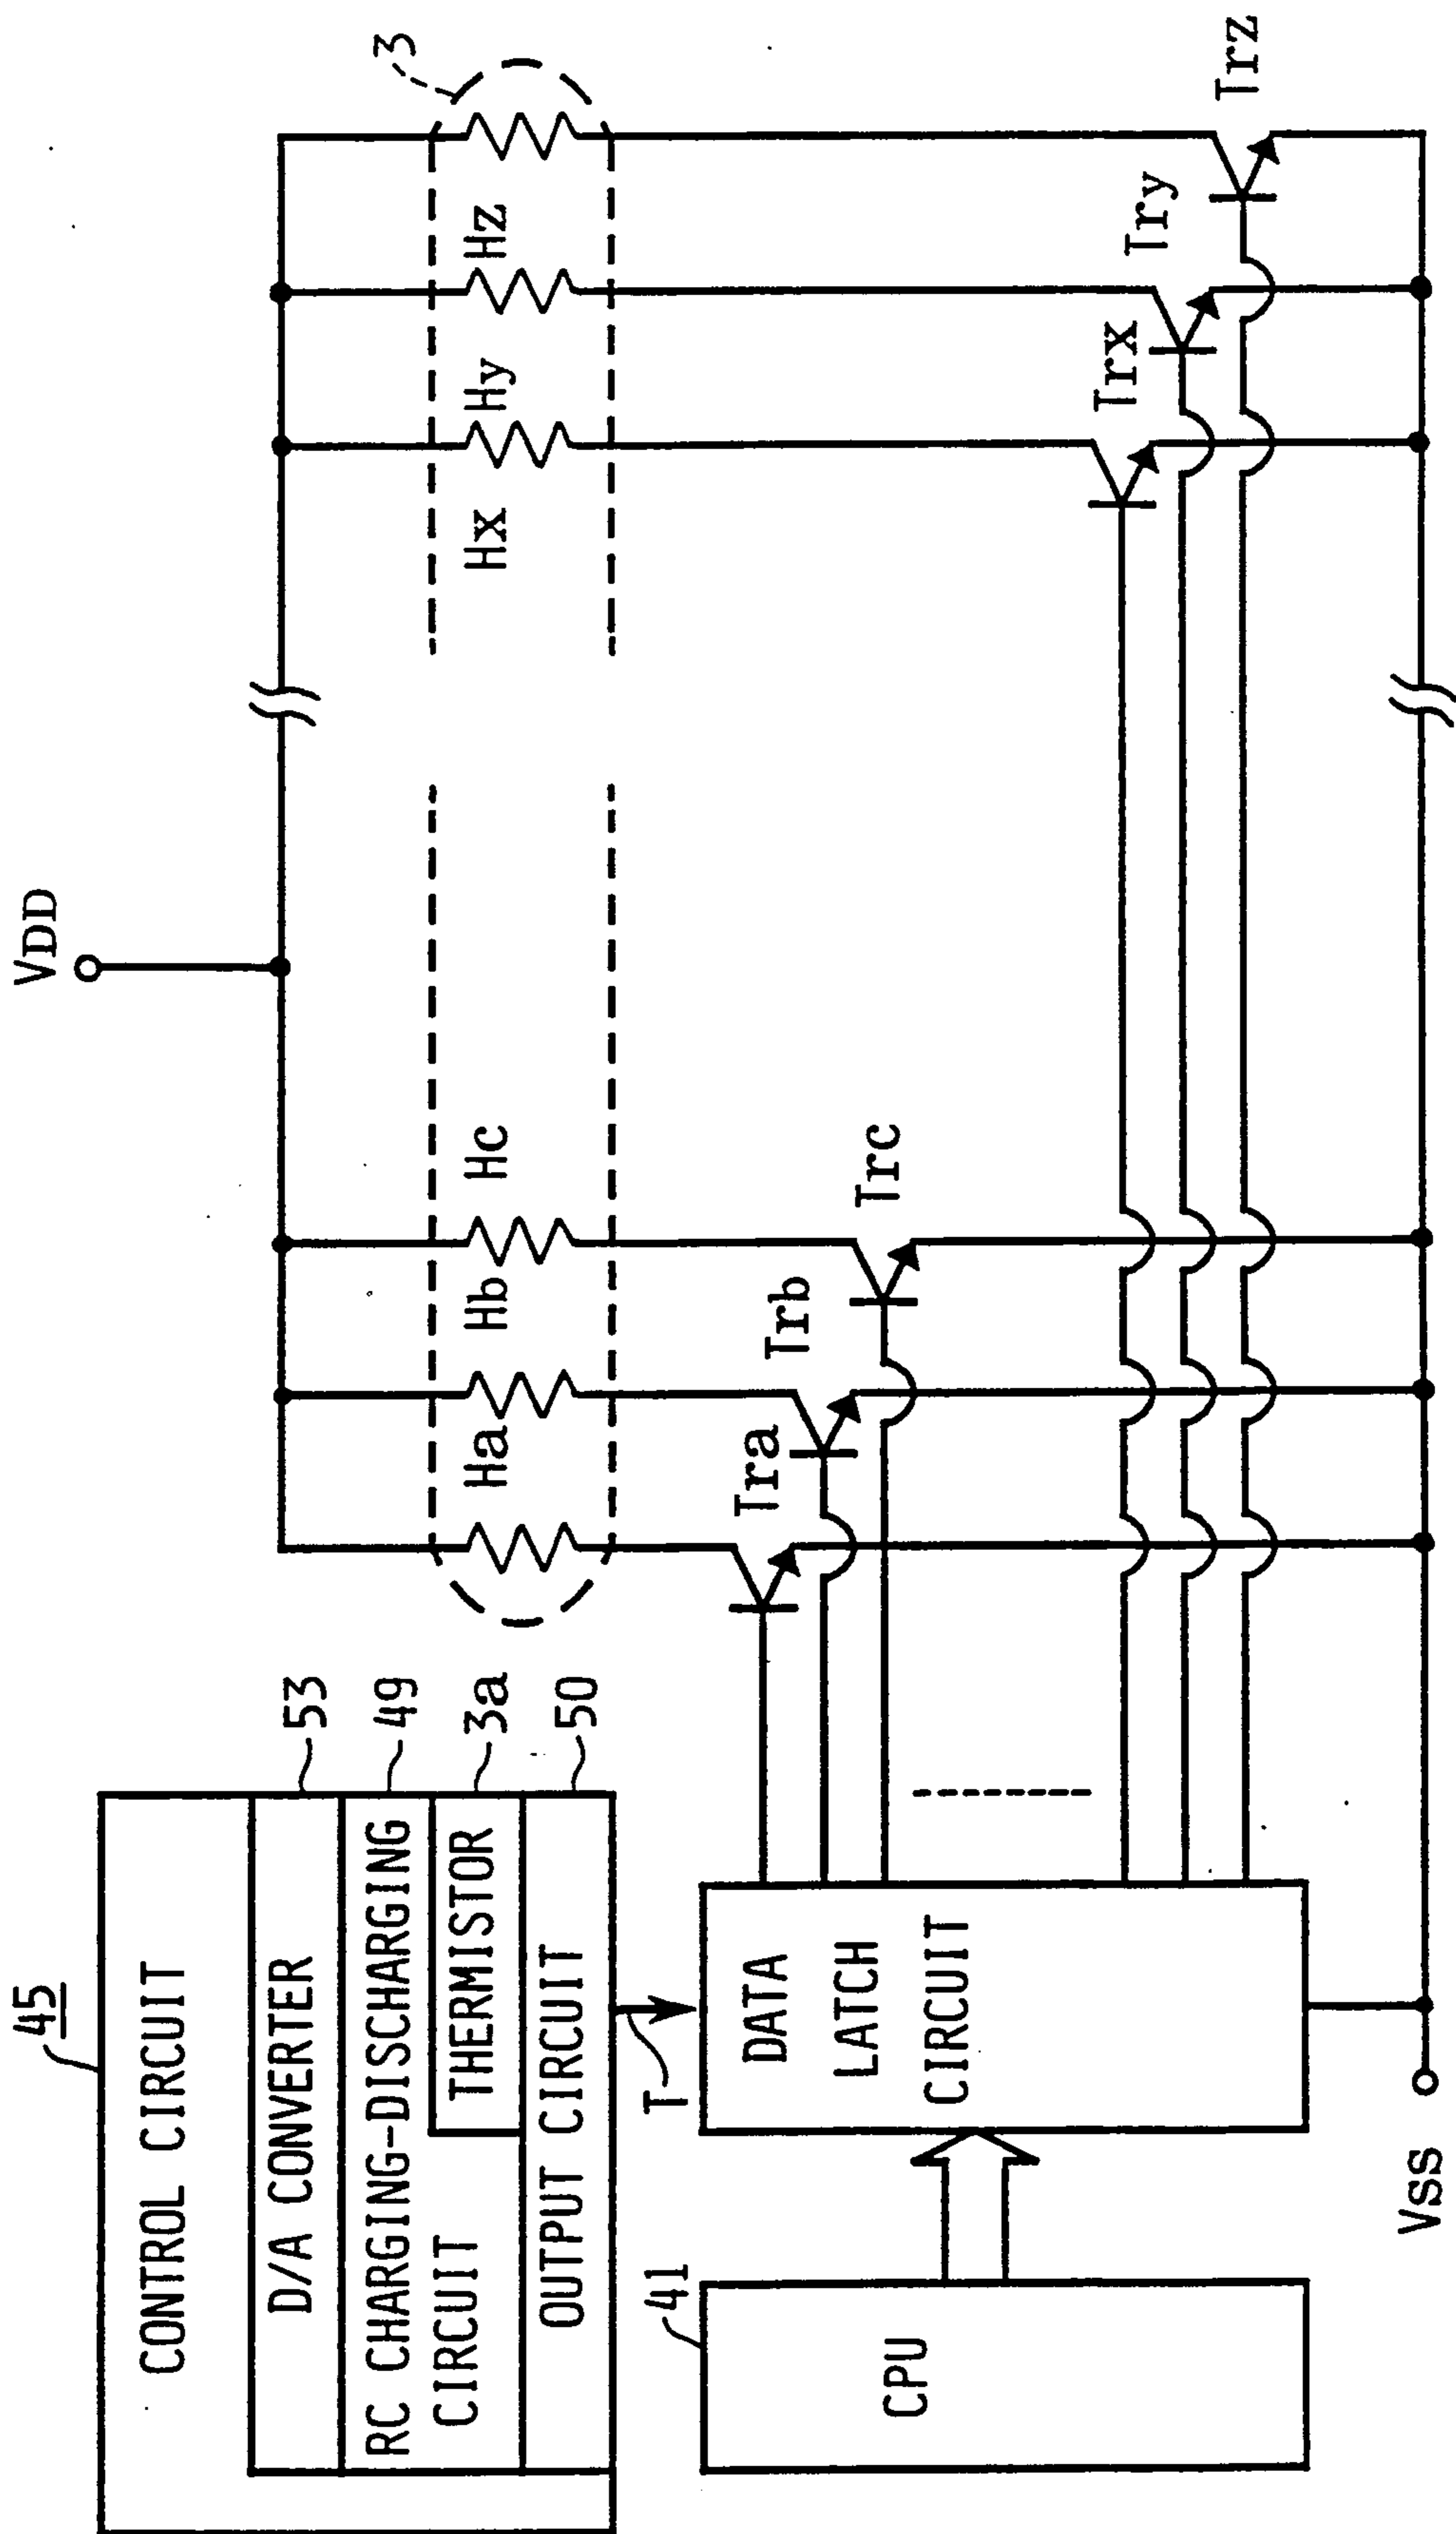 45
CONTROL CIRCUIT
D/A CONVERTER
53
RC CHARGING-DISCHARGING
CIRCUIT
49
THERMISTOR
3a
OUTPUT CIRCUIT
50
T
41
CPU
DATA
LATCH
CIRCUIT
VDD
3
Ha
Hb
Hc
Hx
Hy
Hz
Tra
Trb
Trc
Trx
Try
Trz
Vss